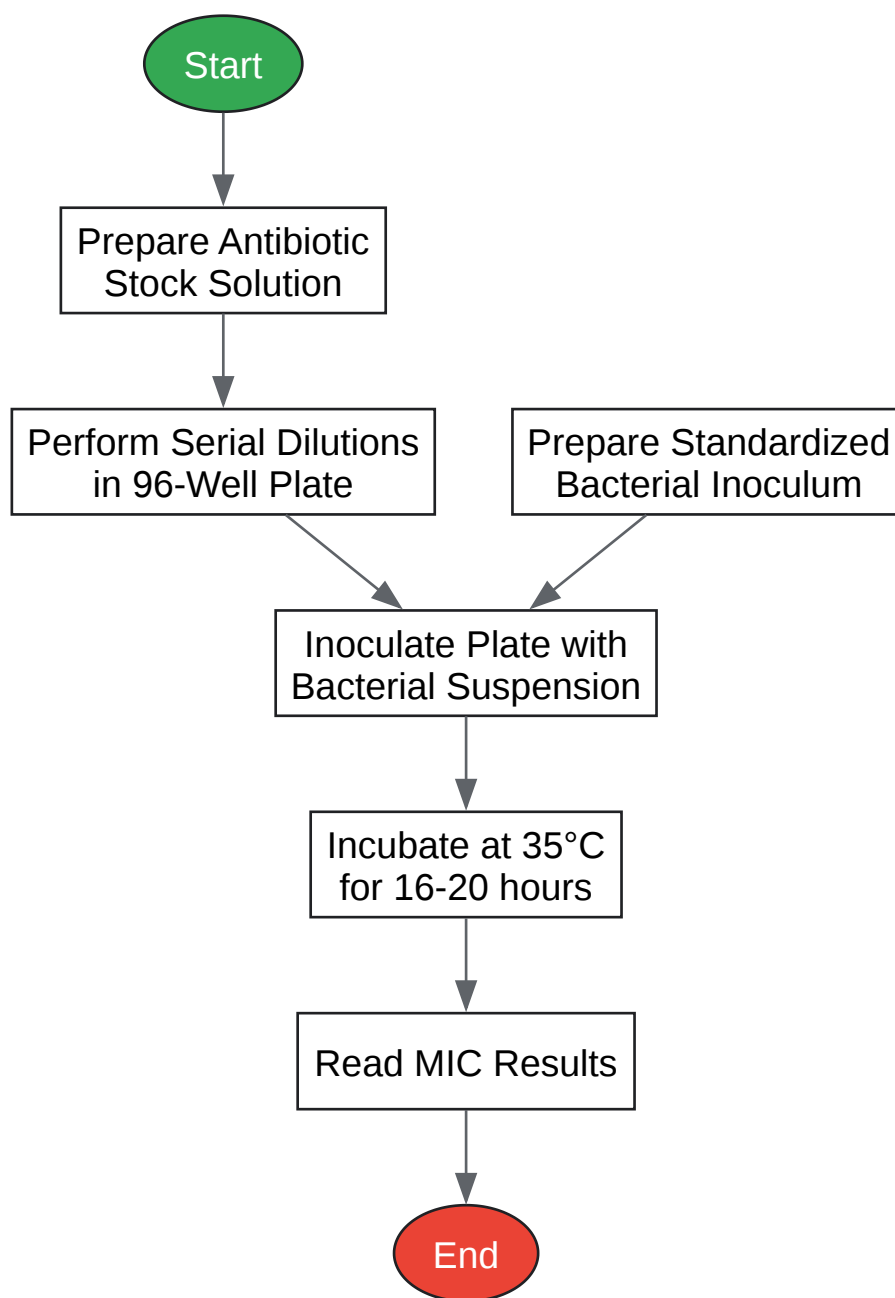 Start
Prepare Antibiotic
Stock Solution
Perform Serial Dilutions
in 96-Well Plate
Prepare Standardized
Bacterial Inoculum
Inoculate Plate with
Bacterial Suspension
Incubate at 35°C
for 16-20 hours
Read MIC Results
End